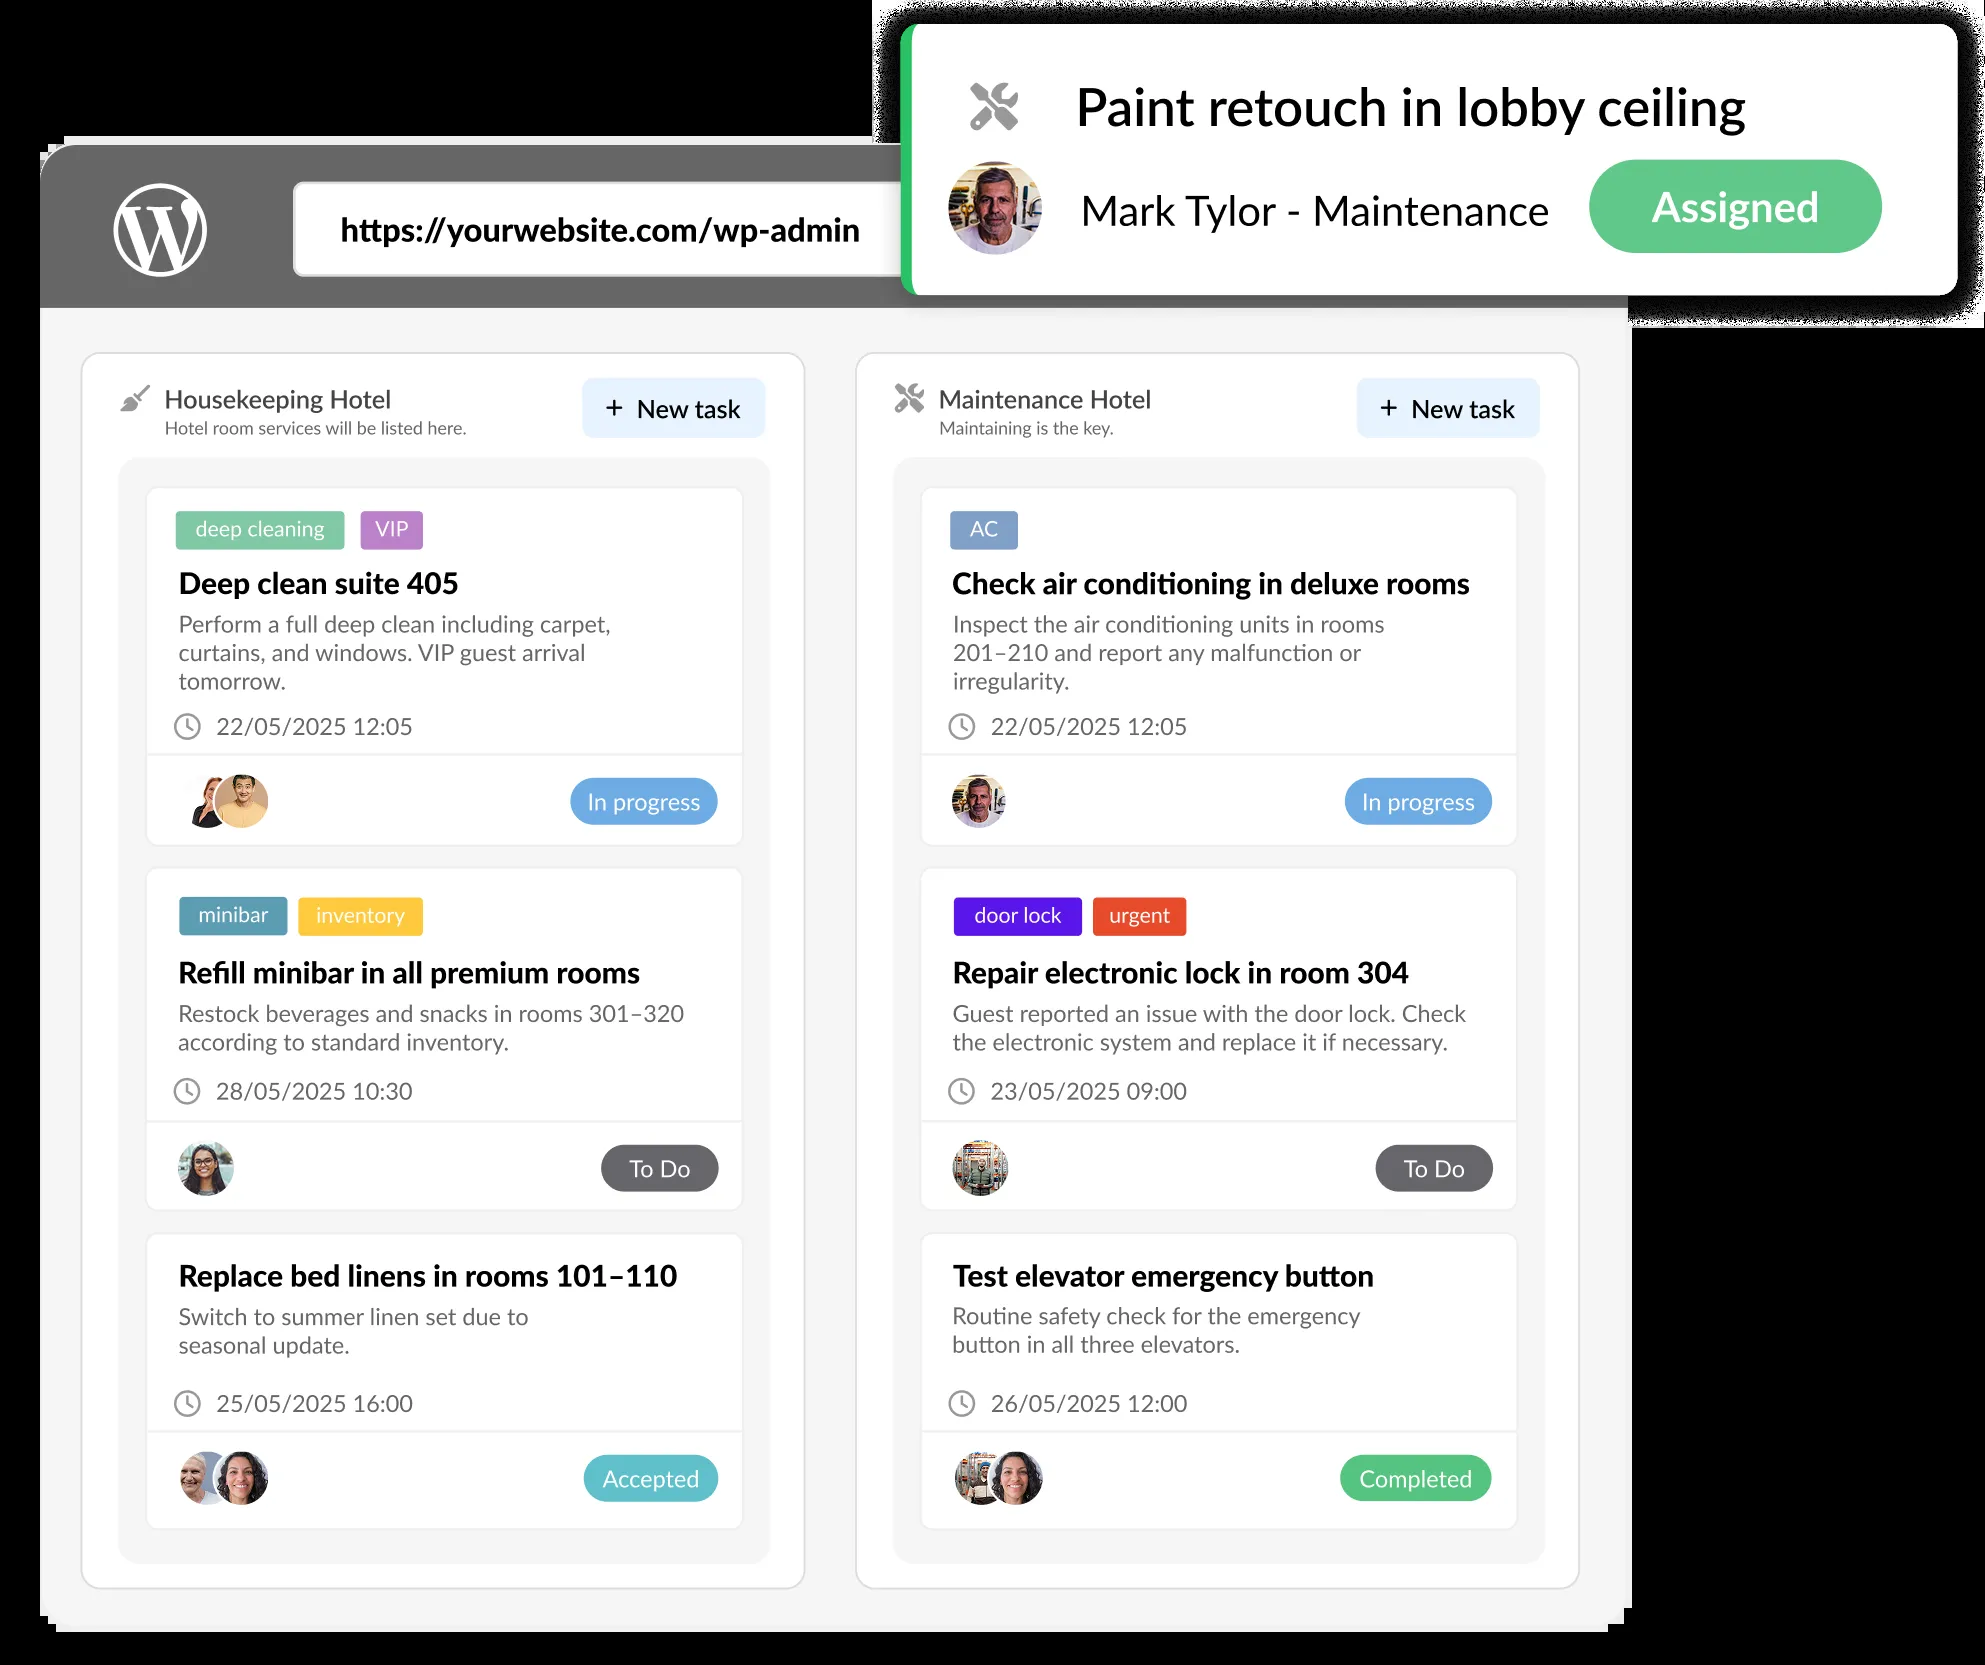 Paint retouch in lobby ceiling
Mark Tylor - Maintenance
Assigned
https://yourwebsite.com/wp-admin
Housekeeping Hotel
Hotel room services will be listed here.
+ New task
deep cleaning
VIP
Deep clean suite 405
Perform a full deep clean including carpet,
curtains, and windows. VIP guest arrival
tomorrow.
22/05/2025 12:05
In progress
minibar
inventory
Refill minibar in all premium rooms
Restock beverages and snacks in rooms 301–320
according to standard inventory.
28/05/2025 10:30
To Do
Replace bed linens in rooms 101–110
Switch to summer linen set due to
seasonal update.
25/05/2025 16:00
Accepted
Maintenance Hotel
Maintaining is the key.
+ New task
AC
Check air conditioning in deluxe rooms
Inspect the air conditioning units in rooms
201–210 and report any malfunction or
irregularity.
22/05/2025 12:05
In progress
door lock
urgent
Repair electronic lock in room 304
Guest reported an issue with the door lock. Check
the electronic system and replace it if necessary.
23/05/2025 09:00
To Do
Test elevator emergency button
Routine safety check for the emergency
button in all three elevators.
26/05/2025 12:00
Completed